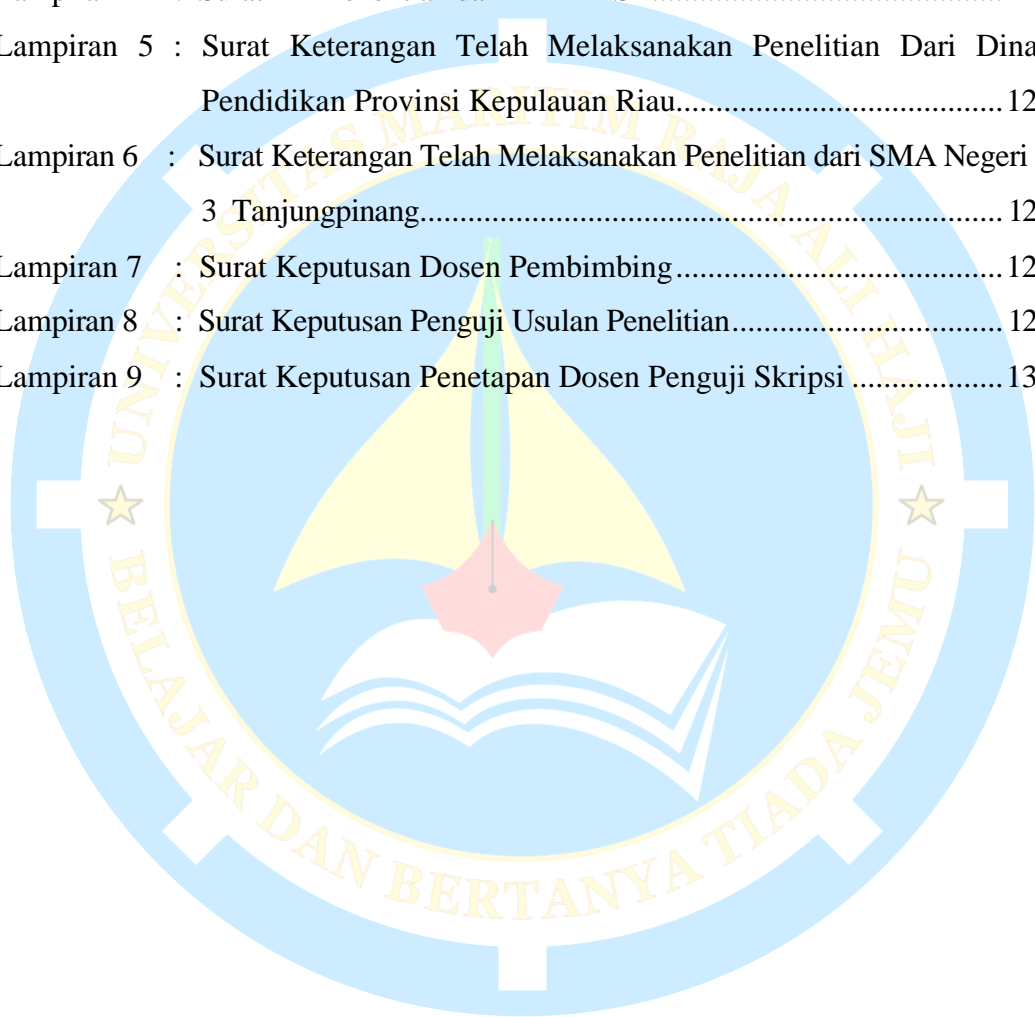 Lampiran 5 : Surat Keterangan Telah Melaksanakan Penelitian Dari Dina
Pendidikan Provinsi Kepulauan Riau................................... 12
Lampiran 6 : Surat Keterangan Telah Melaksanakan Penelitian dari SMA Negeri
3 Tanjungpinang................................................................ 12
Lampiran 7 : Surat Keputusan Dosen Pembimbing................................... 12
Lampiran 8 : Surat Keputusan Penguji Usulan Penelitian............................. 12
Lampiran 9 : Surat Keputusan Penetapan Dosen Penguji Skripsi .................. 13
UNIVERSITAS MARITIM RAJA ALI HAJI
BELAJAR DAN BERTANYA TIADA JEMU